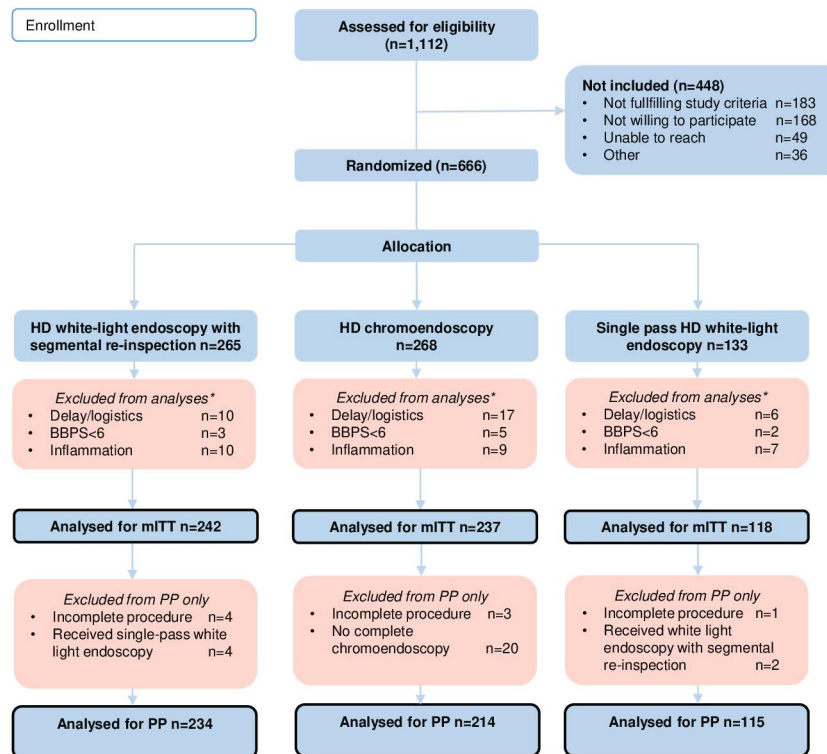 Enrollment
Assessed for eligibility
(n=1,112)
Not included (n=448)
• Not fullfilling study criteria n=183
• Not willing to participate n=168
• Unable to reach n=49
• Other n=36
Randomized (n=666)
Allocation
HD white-light endoscopy with
segmental re-inspection n=265
Excluded from analyses*
• Delay/logistics n=10
• BBPS<6 n=3
• Inflammation n=10
Analysed for mITT n=242
Excluded from PP only
• Incomplete procedure n=4
• Received single-pass white
light endoscopy n=4
Analysed for PP n=234
HD chromoendoscopy
n=268
Excluded from analyses*
• Delay/logistics n=17
• BBPS<6 n=5
• Inflammation n=9
Analysed for mITT n=237
Excluded from PP only
• Incomplete procedure n=3
• No complete
chromoendoscopy n=20
Analysed for PP n=214
Single pass HD white-light
endoscopy n=133
Excluded from analyses*
• Delay/logistics n=6
• BBPS<6 n=2
• Inflammation n=7
Analysed for mITT n=118
Excluded from PP only
• Incomplete procedure n=1
• Received white light
endoscopy with segmental
re-inspection n=2
Analysed for PP n=115